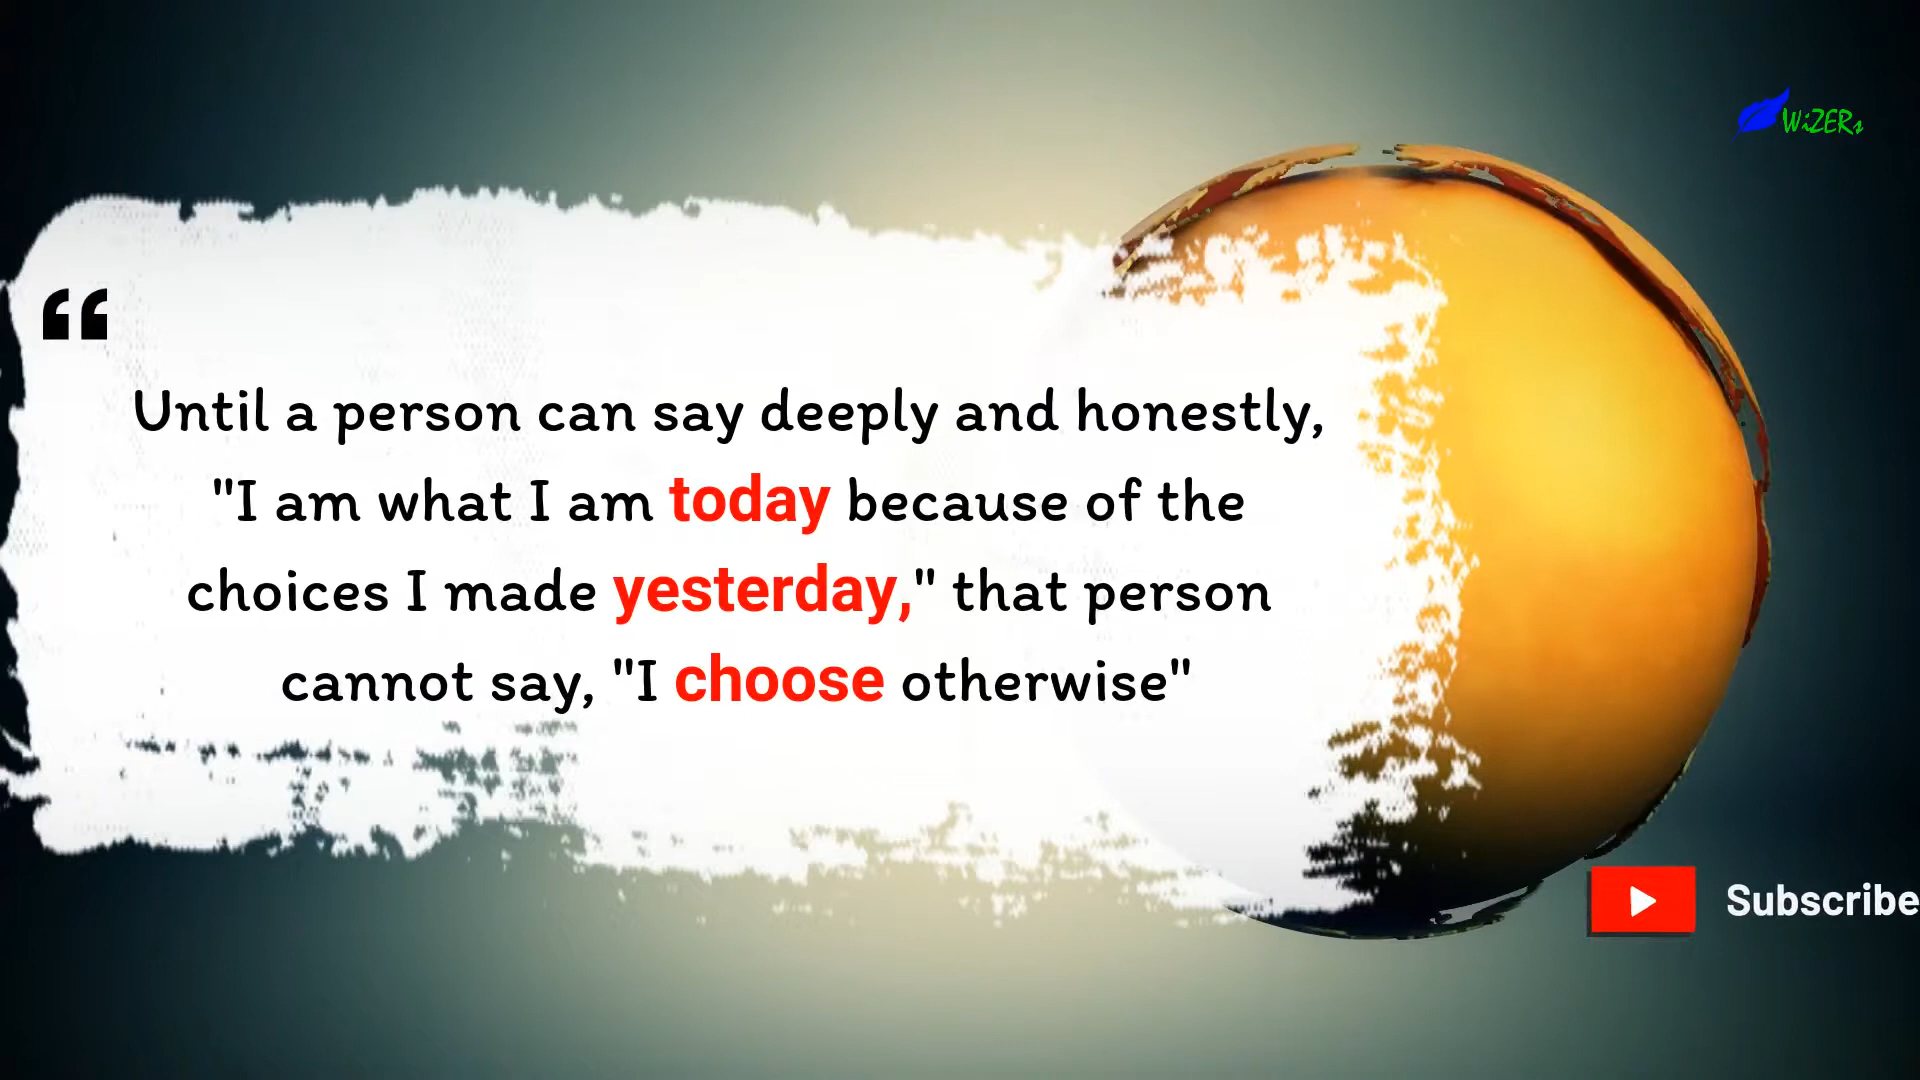 WiZERs
“
Until a person can say deeply and honestly,
"I am what I am today because of the
choices I made yesterday," that person
cannot say, "I choose otherwise"
Subscribe